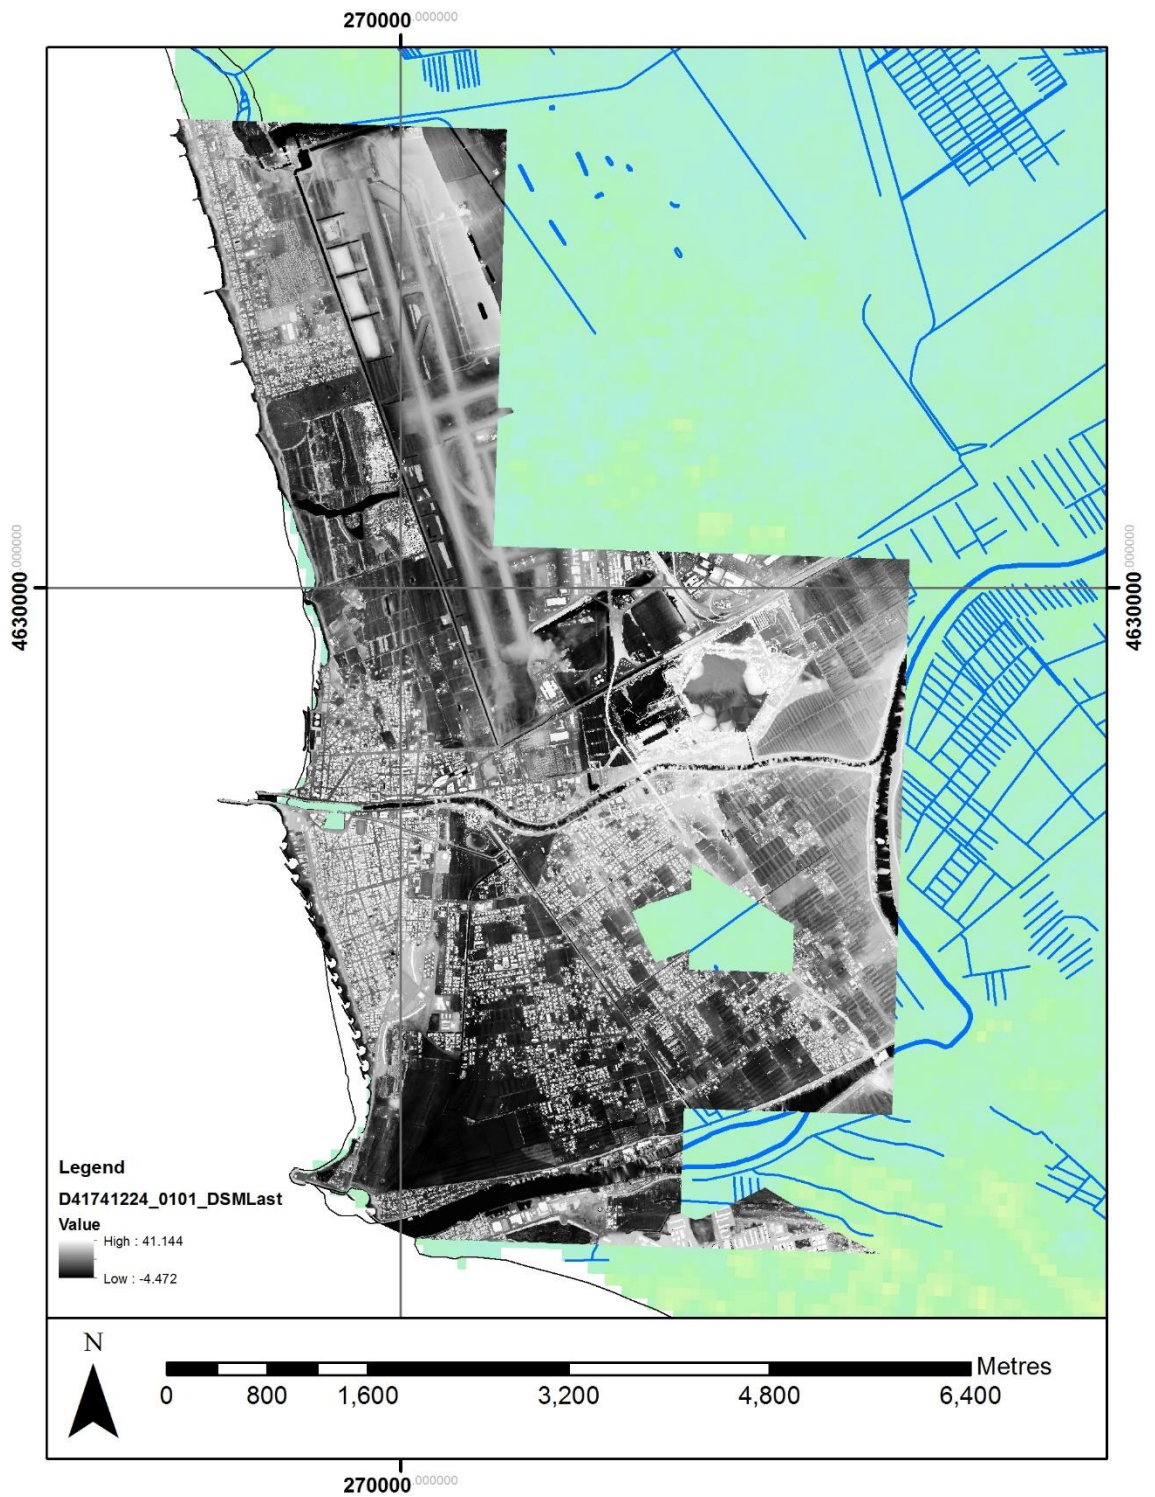 270000.000000
4630000.000000
4630000.000000
Legend
D41741224_0101_DSMLast
Value
High : 41.144
Low : -4.472
N
Metres
0 800 1,600 3,200 4,800 6,400
270000.000000